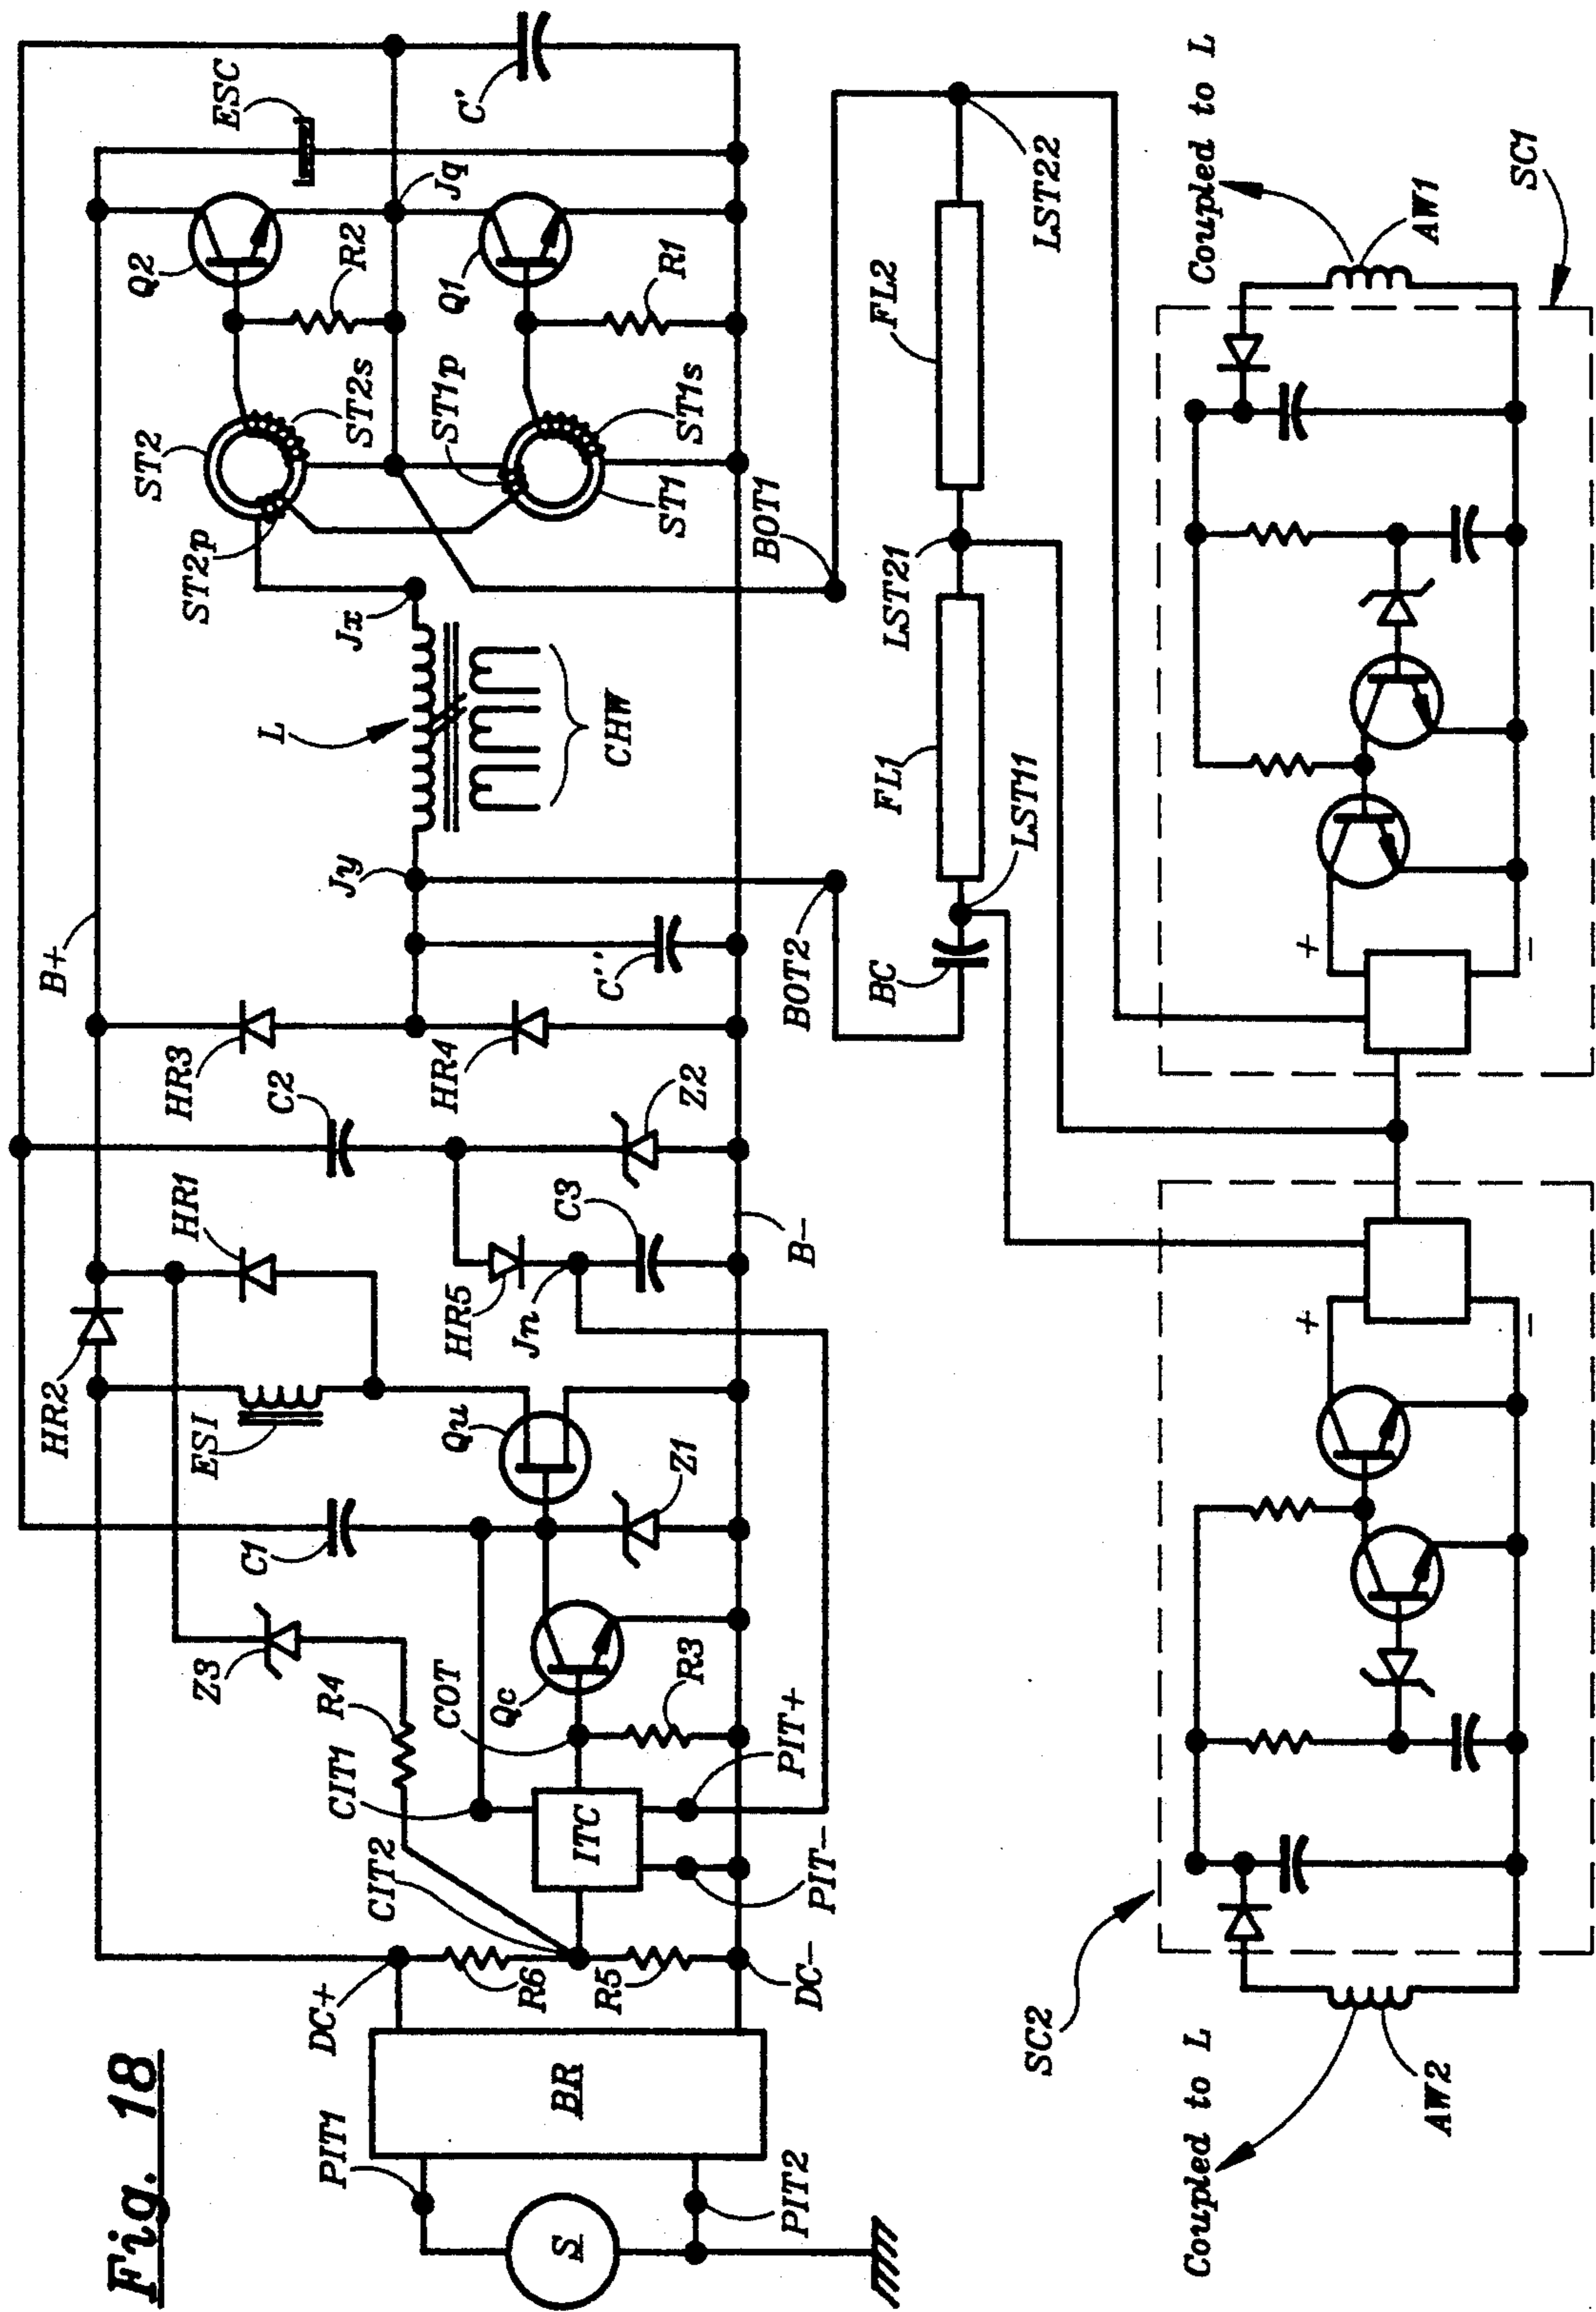 Fig. 18
S
PIT1
PIT2
BR
DC+
DC-
R6
R5
CIT2
CIT1
ITC
PIT-
PIT+
COT
R4
R3
Qc
Z3
C1
Z1
Qu
ESI
HR2
HR1
HR5
Jn
C3
B-
C2
Z2
HR3
HR4
B+
C''
Jy
L
CHW
Jx
ST2p
ST2
ST2s
ST1p
ST1s
ST1
Q2
R2
Q1
R1
Jq
ESC
C'
BOT1
BOT2
BC
LST11
FL1
LST21
FL2
LST22
Coupled to L
AW2
SC2
+
-
+
-
SC1
AW1
Coupled to L